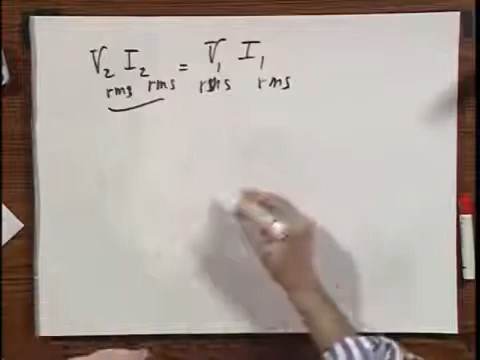 V₂ I₂ = V₁ I₁
rms rms rms rms